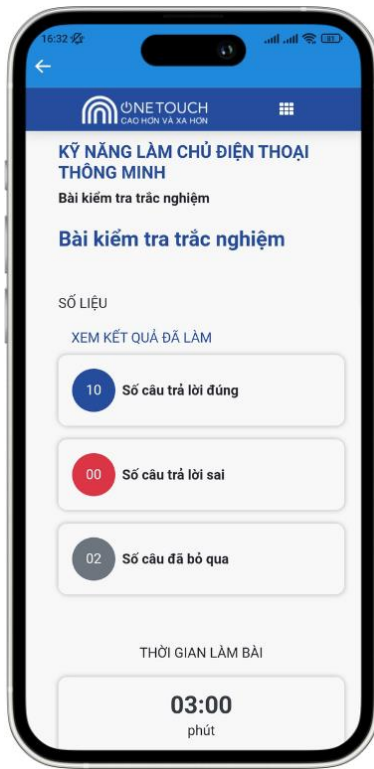 16:32
ONETOUCH
CAO HƠN VÀ XA HƠN
KỸ NĂNG LÀM CHỦ ĐIỆN THOẠI
THÔNG MINH
Bài kiểm tra trắc nghiệm
Bài kiểm tra trắc nghiệm
SỐ LIỆU
XEM KẾT QUẢ ĐÃ LÀM
10 Số câu trả lời đúng
00 Số câu trả lời sai
02 Số câu đã bỏ qua
THỜI GIAN LÀM BÀI
03:00
phút